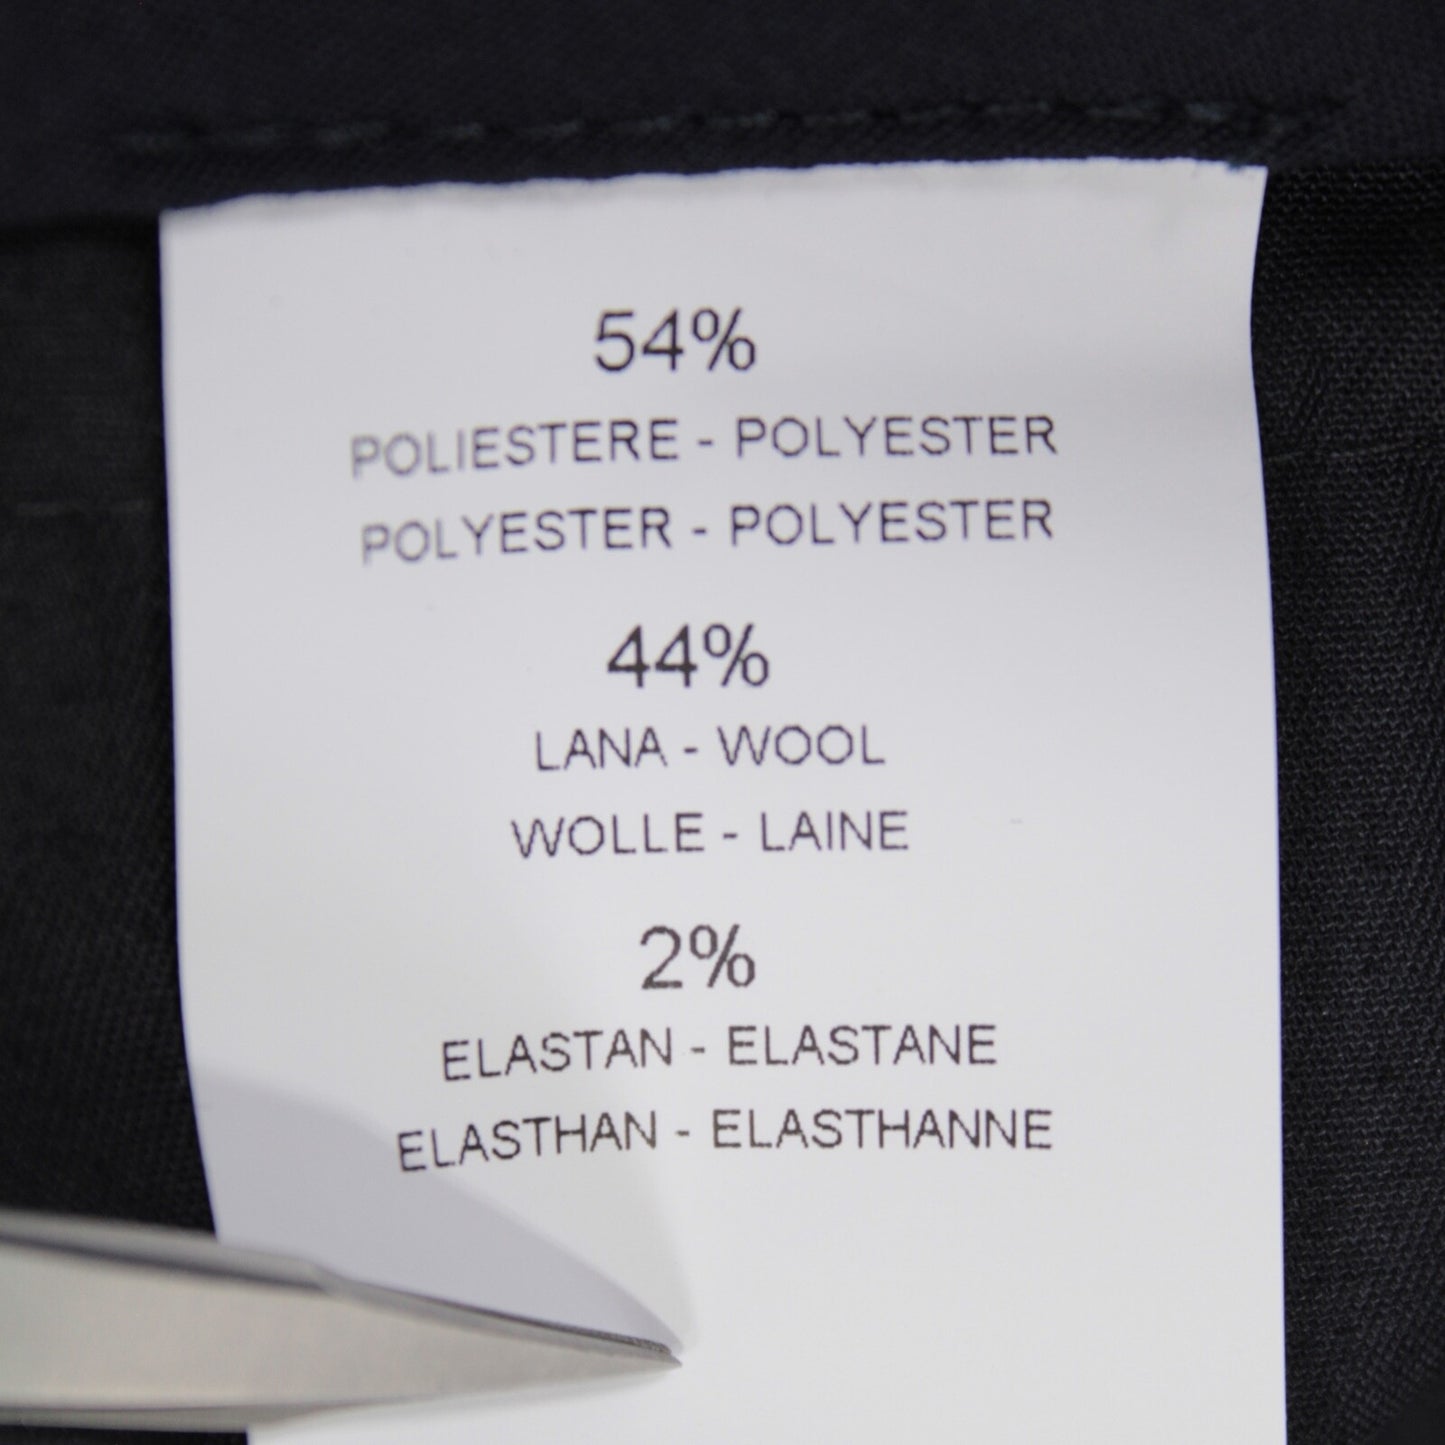 54%
POLIESTERE - POLYESTER
POLYESTER - POLYESTER
44%
LANA - WOOL
WOLLE - LAINE
2%
ELASTAN - ELASTANE
ELASTHAN - ELASTHANNE